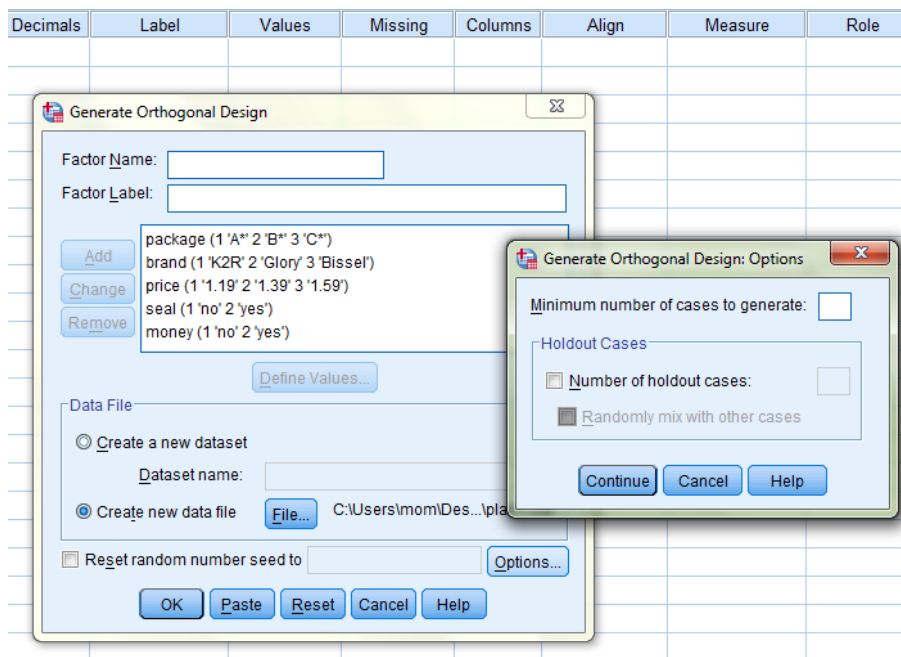 Decimals Label Values Missing Columns Align Measure Role
Generate Orthogonal Design
Factor Name:
Factor Label:
Add
Change
Remove
package (1 'A*' 2 'B*' 3 'C*')
brand (1 'K2R' 2 'Glory' 3 'Bissel')
price (1 '1.19' 2 '1.39' 3 '1.59')
seal (1 'no' 2 'yes')
money (1 'no' 2 'yes')
Define Values...
Data File
Create a new dataset
Dataset name:
Create new data file File... C:\Users\mom\Des...\pla
Reset random number seed to Options...
OK Paste Reset Cancel Help
Generate Orthogonal Design: Options
Minimum number of cases to generate:
Holdout Cases
Number of holdout cases:
Randomly mix with other cases
Continue Cancel Help